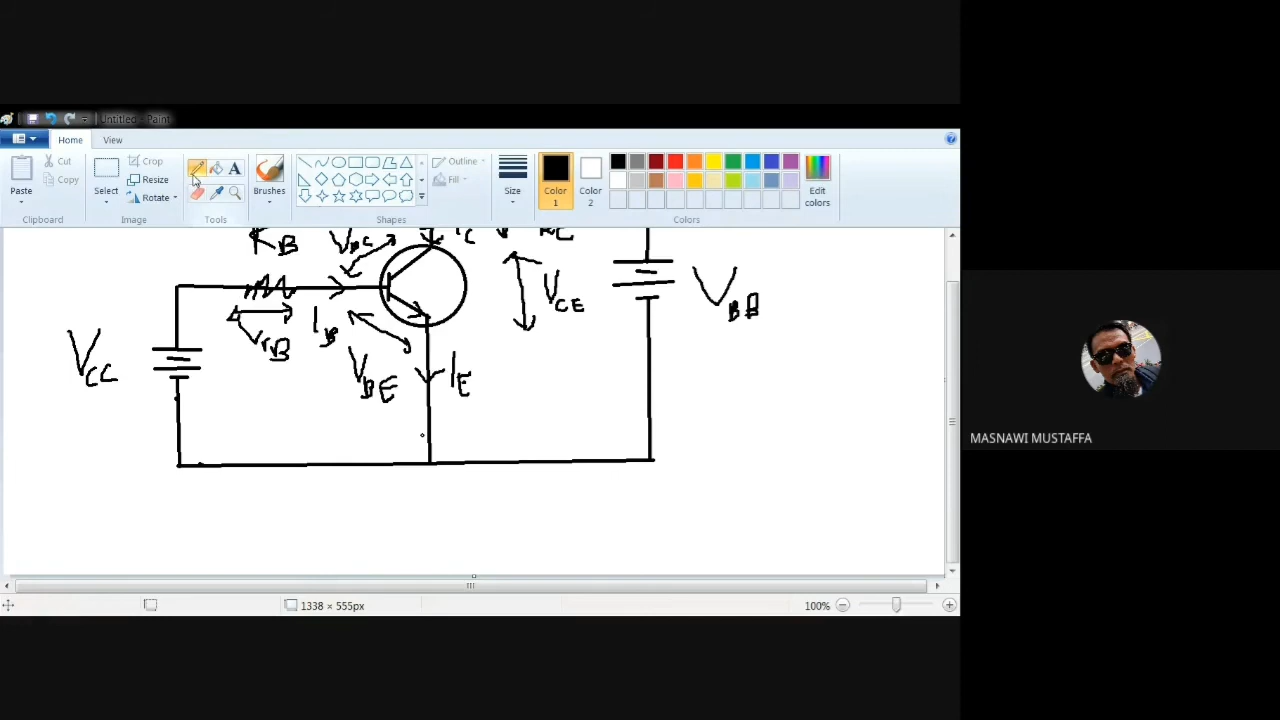 Untitled - Paint
Home
View
Paste
Cut
Copy
Clipboard
Select
Crop
Resize
Rotate
Image
A
Tools
Brushes
Outline
Fill
Shapes
Size
Color
1
Color
2
Edit
colors
Colors
RB
VBC
IC
VCE
VBB
IB
VrB
VCC
VBE
IE
MASNAWI MUSTAFFA
1338 × 555px
100%